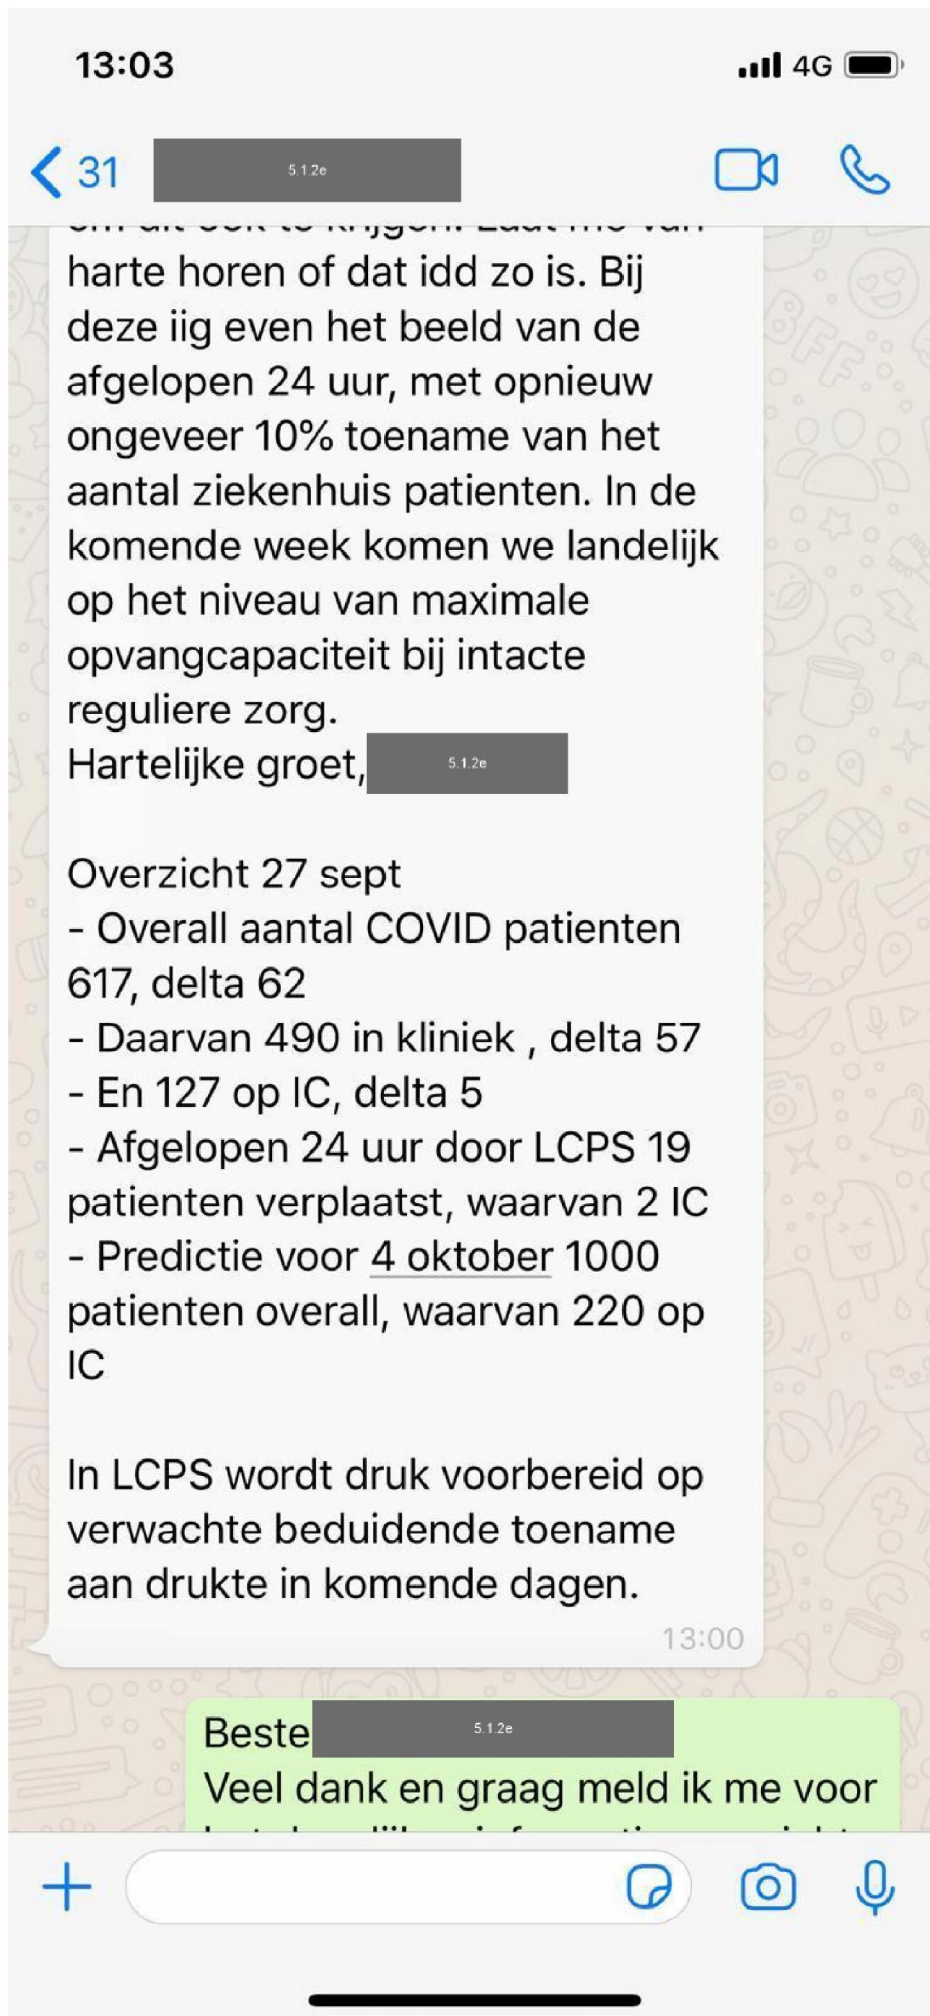 13:03
4G
31
5.1.2e
harte horen of dat idd zo is. Bij
deze iig even het beeld van de
afgelopen 24 uur, met opnieuw
ongeveer 10% toename van het
aantal ziekenhuis patienten. In de
komende week komen we landelijk
op het niveau van maximale
opvangcapaciteit bij intacte
reguliere zorg.
Hartelijke groet, 5.1.2e
Overzicht 27 sept
- Overall aantal COVID patienten
617, delta 62
- Daarvan 490 in kliniek , delta 57
- En 127 op IC, delta 5
- Afgelopen 24 uur door LCPS 19
patienten verplaatst, waarvan 2 IC
- Predictie voor 4 oktober 1000
patienten overall, waarvan 220 op
IC
In LCPS wordt druk voorbereid op
verwachte beduidende toename
aan drukte in komende dagen.
13:00
Beste 5.1.2e
Veel dank en graag meld ik me voor